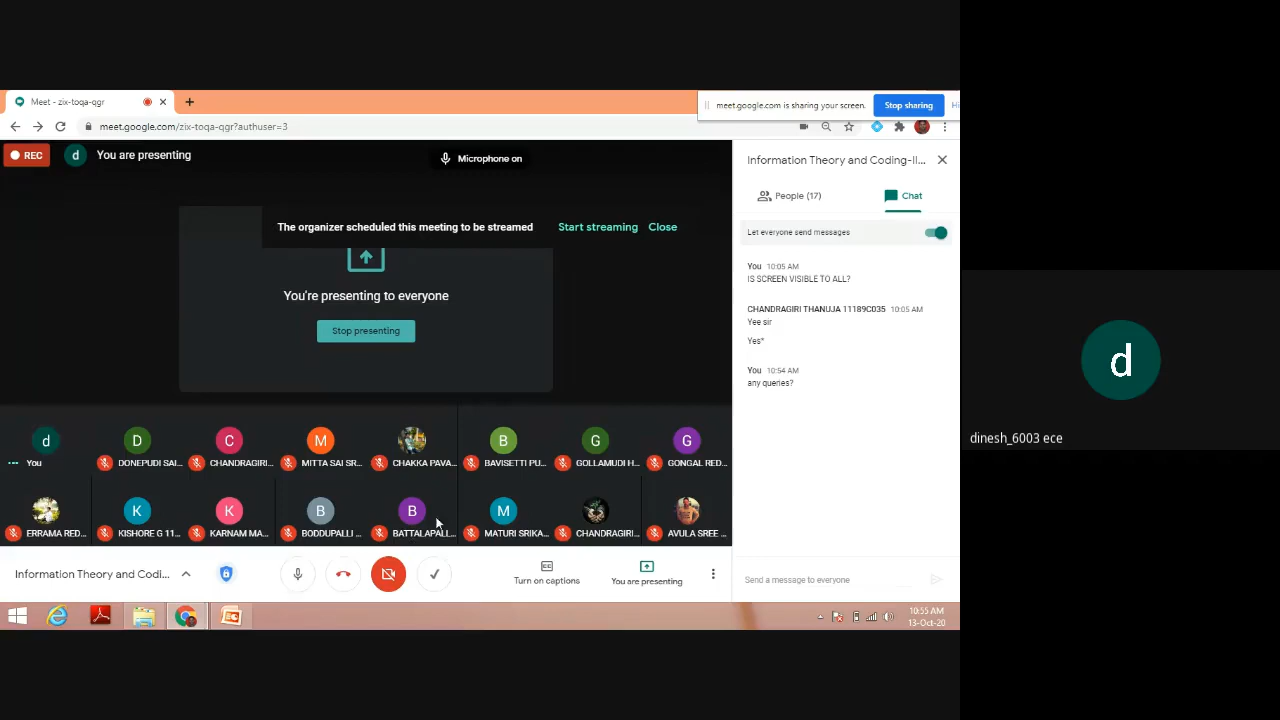 Meet - zix-toqa-qgr
meet.google.com is sharing your screen.
Stop sharing
meet.google.com/zix-toqa-qgr?authuser=3
REC
d
You are presenting
Microphone on
Information Theory and Coding-II...
People (17)
Chat
The organizer scheduled this meeting to be streamed
Start streaming
Close
Let everyone send messages
You 10:05 AM
IS SCREEN VISIBLE TO ALL?
You're presenting to everyone
Stop presenting
CHANDRAGIRI THANUJA 11189C035 10:05 AM
Yee sir
Yes*
You 10:54 AM
any queries?
d
D
C
M
B
G
G
You
DONEPUDI SAI...
CHANDRAGIRI...
MITTA SAI SR...
CHAKKA PAVA...
BAVISETTI PU...
GOLLAMUDI H...
GONGAL RED...
K
K
B
B
M
ERRAMA RED...
KISHORE G 11...
KARNAM MA...
BODDUPALLI ...
BATTALAPALL...
MATURI SRIKA...
CHANDRAGIRI...
AVULA SREE ...
Information Theory and Codi...
Turn on captions
You are presenting
Send a message to everyone
10:55 AM
13-Oct-20
d
dinesh_6003 ece